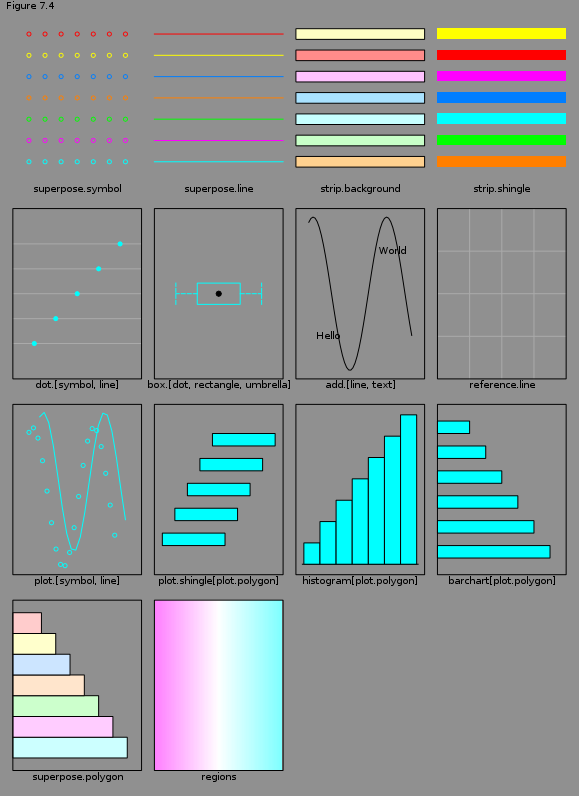 Figure 7.4
superpose.symbol superpose.line strip.background strip.shingle
World
Hello
dot.[symbol, line] box.[dot, rectangle, umbrella] add.[line, text] reference.line
plot.[symbol, line] plot.shingle[plot.polygon] histogram[plot.polygon] barchart[plot.polygon]
superpose.polygon regions